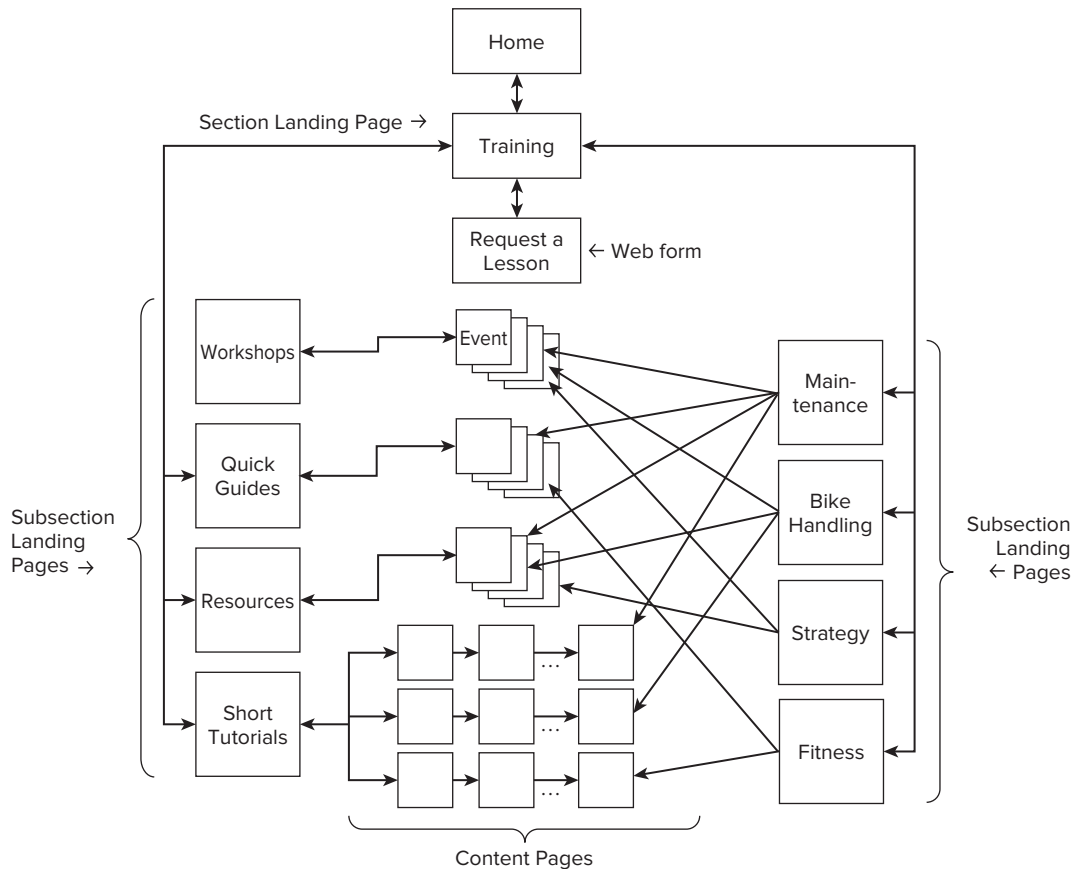 Home
Section Landing Page →
Training
Request a
Lesson
← Web form
Workshops
Event
Main-
tenance
Quick
Guides
Bike
Handling
Subsection
Landing
Pages →
Subsection
Landing
← Pages
Resources
Strategy
...
Short
Tutorials
...
Fitness
...
Content Pages